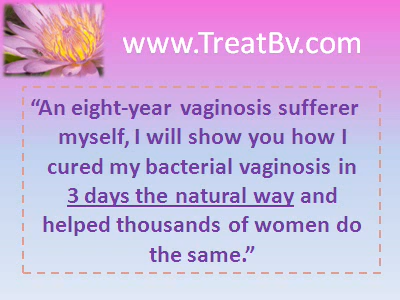 www.TreatBv.com
“An eight-year vaginosis sufferer
myself, I will show you how I
cured my bacterial vaginosis in
3 days the natural way and
helped thousands of women do
the same.”